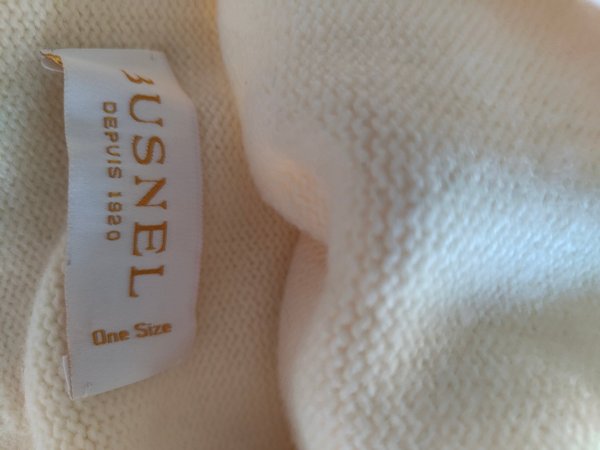 BUSNEL
DEPUIS 1920
One Size